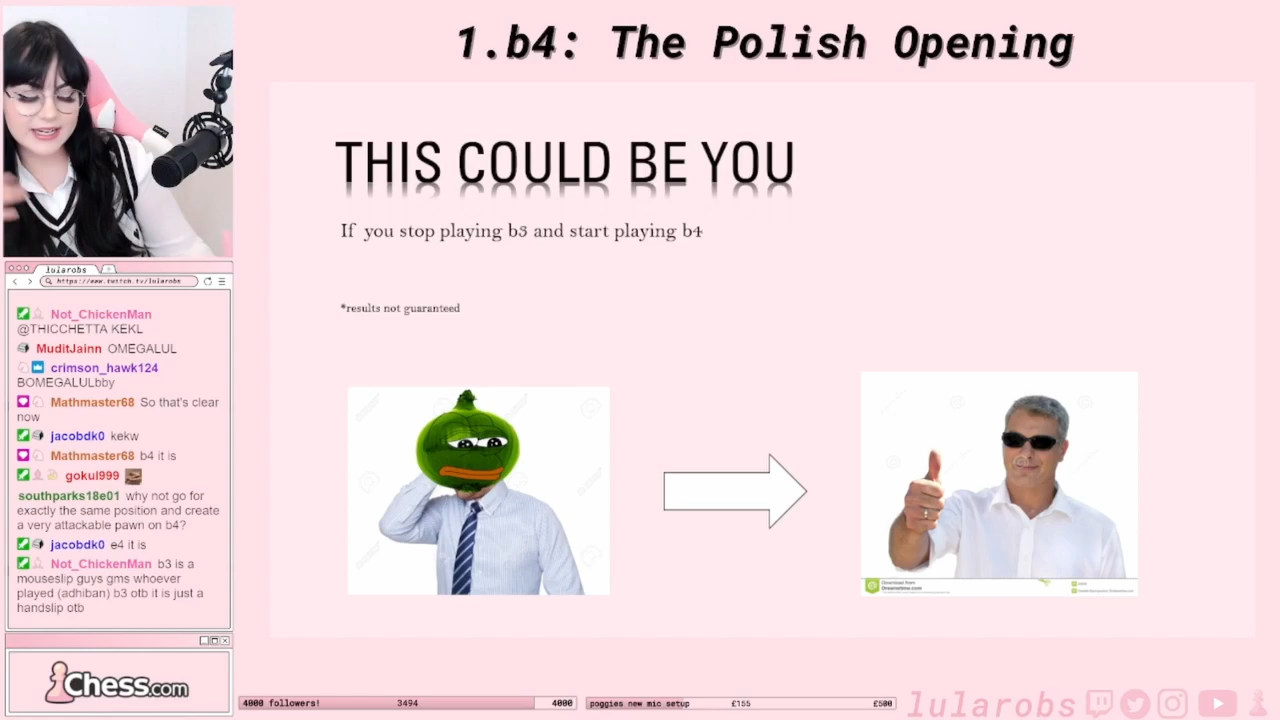 1.b4: The Polish Opening
THIS COULD BE YOU
If you stop playing b3 and start playing b4
*results not guaranteed
lularobs
https://www.twitch.tv/lularobs
Not_ChickenMan
@THICCHETTA KEKL
MuditJainn OMEGALUL
crimson_hawk124
BOMEGALULbby
Mathmaster68 So that's clear
now
jacobdk0 kekw
Mathmaster68 b4 it is
gokul999
southparks18e01 why not go for
exactly the same position and create
a very attackable pawn on b4?
jacobdk0 e4 it is
Not_ChickenMan b3 is a
mouseslip guys gms whoever
played (adhiban) b3 otb it is just a
handslip otb
Chess.com
Download from
Dreamstime.com
4000 followers! 3494 4000
poggies new mic setup £155 £500
lularobs